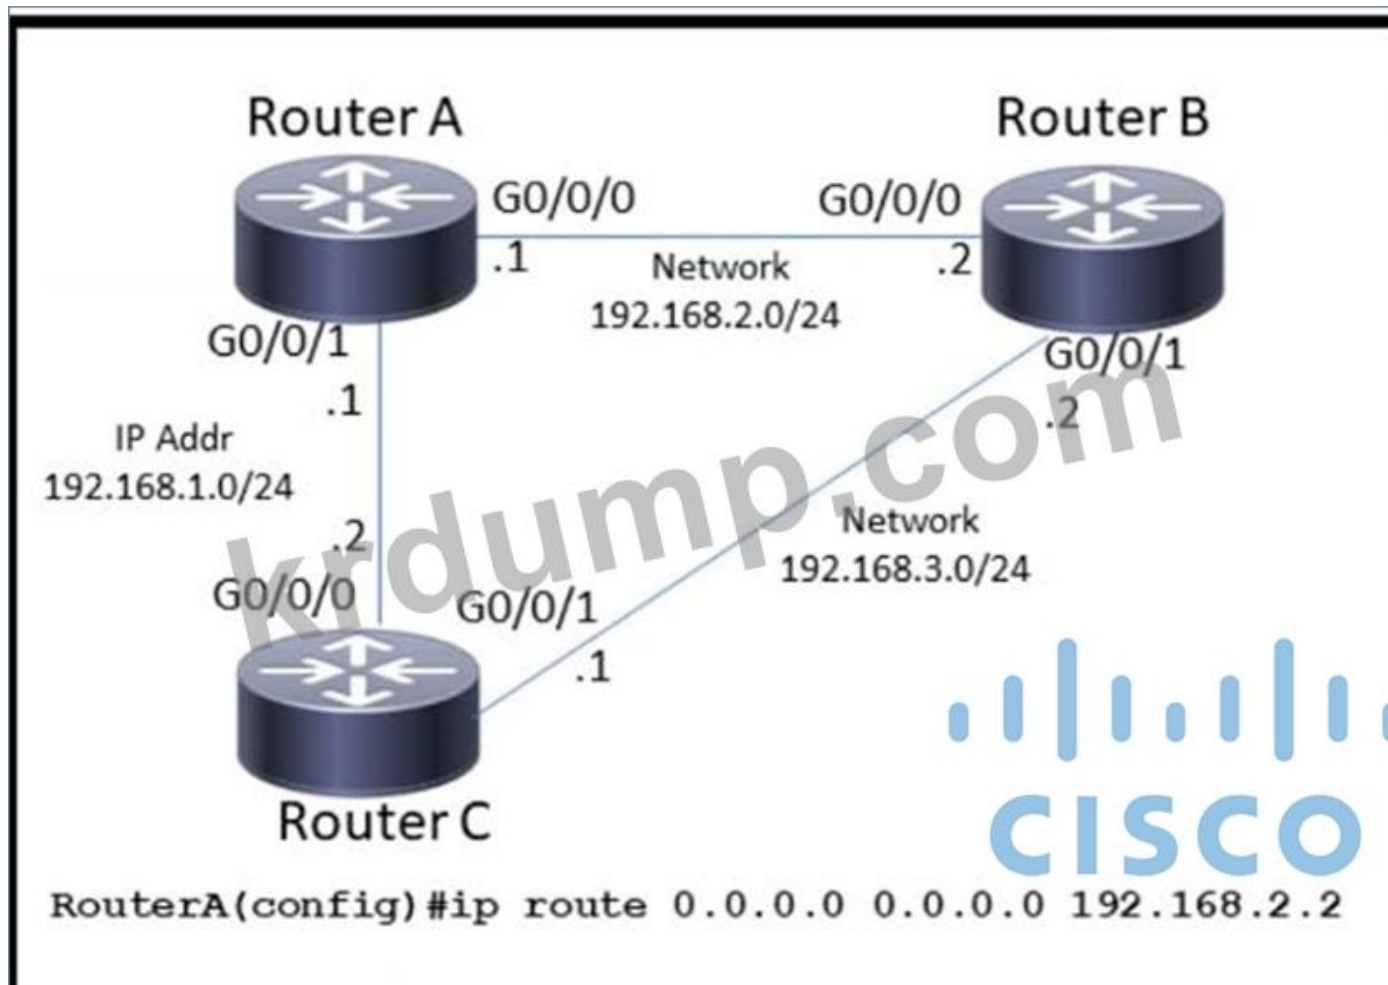 Router A
Router B
G0/0/0
G0/0/0
.1
Network
.2
192.168.2.0/24
G0/0/1
G0/0/1
.1
.2
IP Addr
192.168.1.0/24
krdump.com
.2
Network
192.168.3.0/24
G0/0/0
G0/0/1
.1
Router C
CISCO
RouterA(config)#ip route 0.0.0.0 0.0.0.0 192.168.2.2